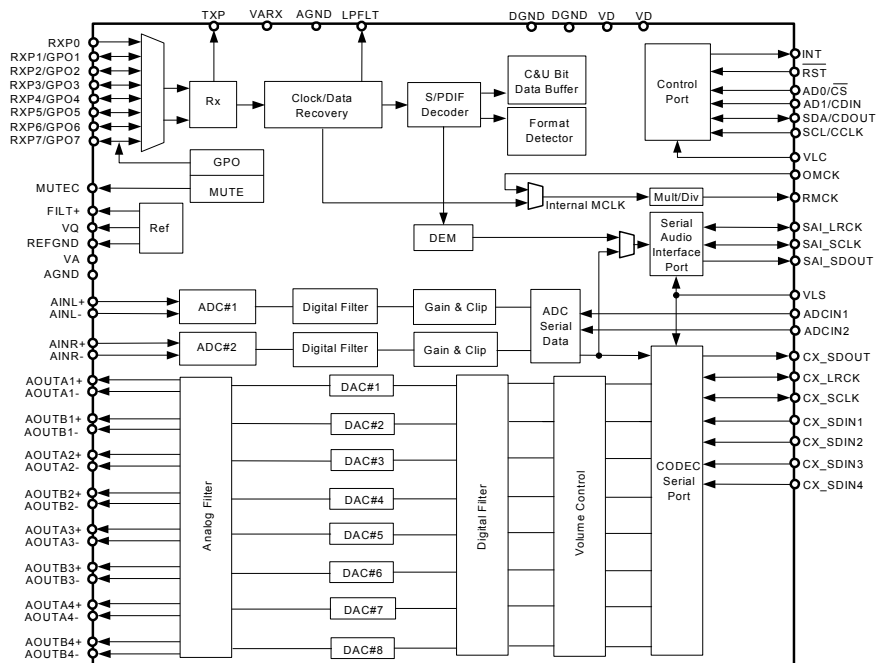 TXP VARX AGND LPFLT DGND DGND VD VD
RXP0
RXP1/GPO1
RXP2/GPO2
RXP3/GPO3
RXP4/GPO4
RXP5/GPO5
RXP6/GPO6
RXP7/GPO7
MUTEC
FILT+
VQ
REFGND
VA
AGND
AINL+
AINL-
AINR+
AINR-
AOUTA1+
AOUTA1-
AOUTB1+
AOUTB1-
AOUTA2+
AOUTA2-
AOUTB2+
AOUTB2-
AOUTA3+
AOUTA3-
AOUTB3+
AOUTB3-
AOUTA4+
AOUTA4-
AOUTB4+
AOUTB4-
Rx
Clock/Data
Recovery
S/PDIF
Decoder
C&U Bit
Data Buffer
Format
Detector
Control
Port
GPO
MUTE
Ref
DEM
Internal MCLK
Mult/Div
Serial
Audio
Interface
Port
ADC#1
Digital Filter
Gain & Clip
ADC#2
Digital Filter
Gain & Clip
ADC
Serial
Data
Analog Filter
DAC#1
DAC#2
DAC#3
DAC#4
DAC#5
DAC#6
DAC#7
DAC#8
Digital Filter
Volume Control
CODEC
Serial
Port
INT
RST
AD0/CS
AD1/CDIN
SDA/CDOUT
SCL/CCLK
VLC
OMCK
RMCK
SAI_LRCK
SAI_SCLK
SAI_SDOUT
VLS
ADCIN1
ADCIN2
CX_SDOUT
CX_LRCK
CX_SCLK
CX_SDIN1
CX_SDIN2
CX_SDIN3
CX_SDIN4